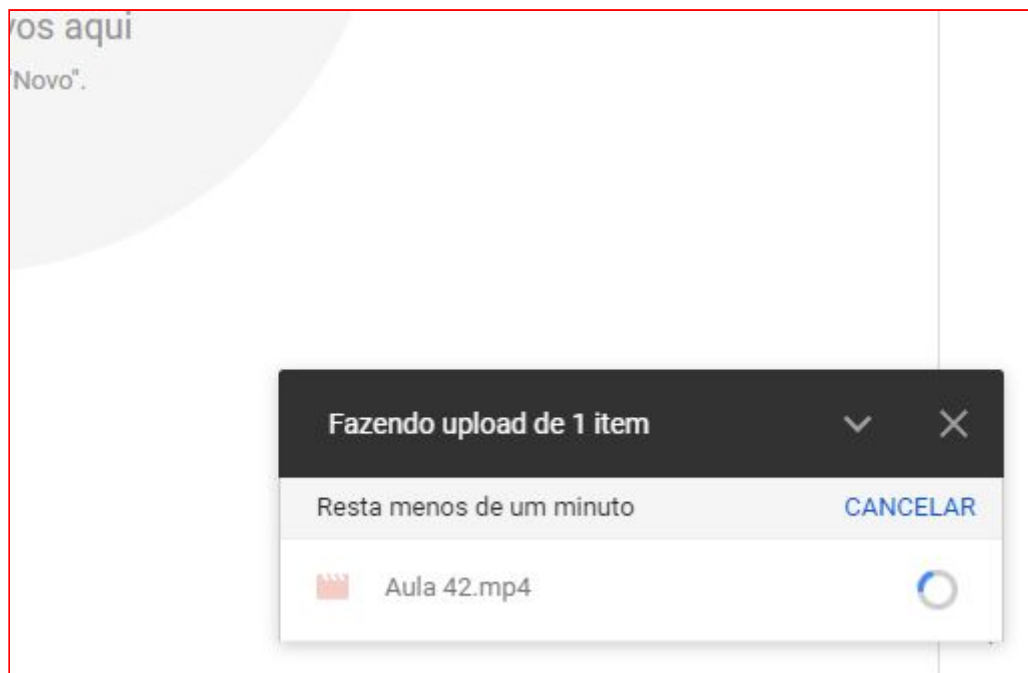 vos aqui
"Novo".
Fazendo upload de 1 item
Resta menos de um minuto CANCELAR
Aula 42.mp4